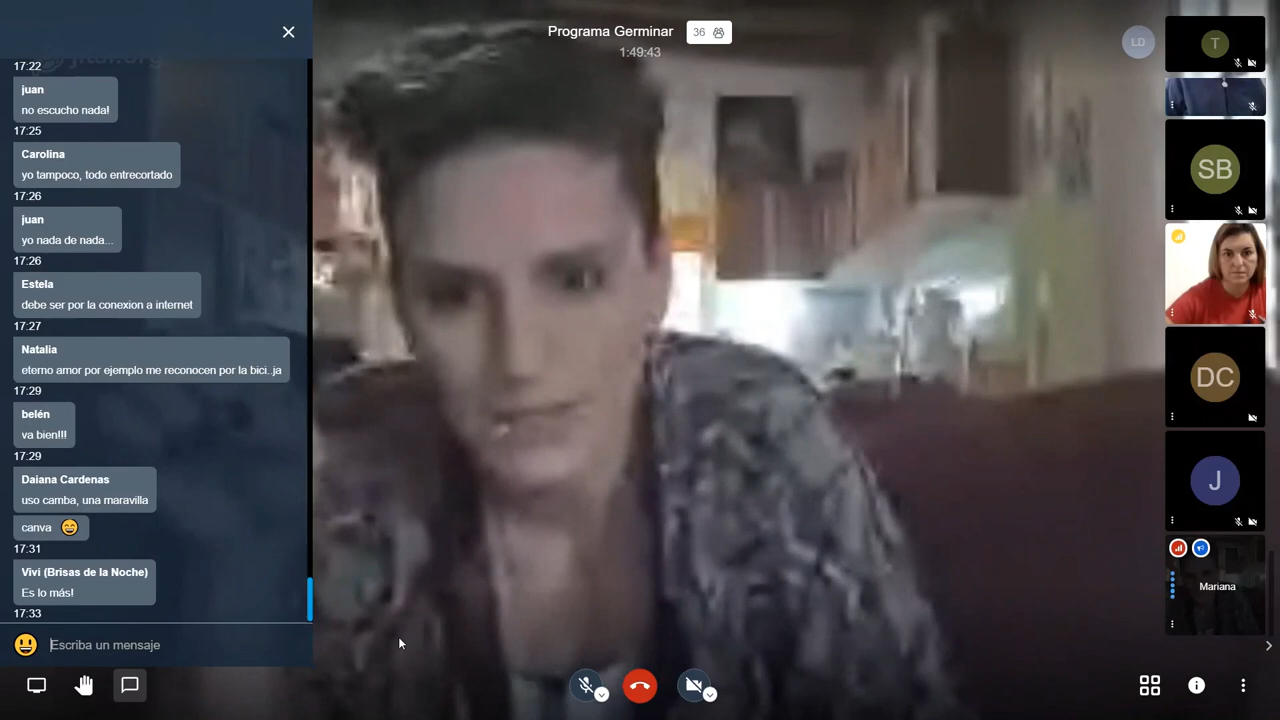 Programa Germinar
36
1:49:43
LD
17:22
juan
no escucho nada!
17:25
Carolina
yo tampoco, todo entrecortado
17:26
juan
yo nada de nada...
17:26
Estela
debe ser por la conexion a internet
17:27
Natalia
eterno amor por ejemplo me reconocen por la bici..ja
17:29
belén
va bien!!!
17:29
Daiana Cardenas
uso camba, una maravilla
canva
17:31
Vivi (Brisas de la Noche)
Es lo más!
17:33
Escriba un mensaje
T
SB
DC
J
Mariana